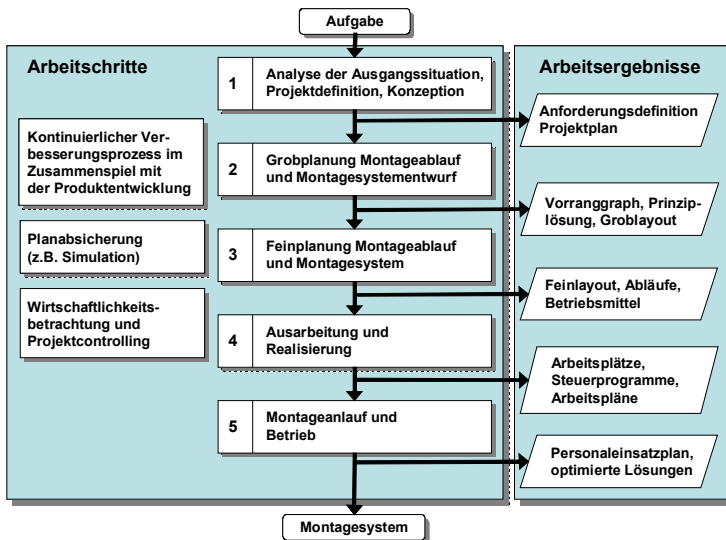 Aufgabe
Arbeitschritte
1
Analyse der Ausgangssituation,
Projektdefinition, Konzeption
Kontinuierlicher Ver-
besserungsprozess im
Zusammenspiel mit
der Produktentwicklung
2
Grobplanung Montageablauf
und Montagesystementwurf
Planabsicherung
(z.B. Simulation)
3
Feinplanung Montageablauf
und Montagesystem
Wirtschaftlichkeits-
betrachtung und
Projektcontrolling
4
Ausarbeitung und
Realisierung
5
Montageanlauf und
Betrieb
Arbeitsergebnisse
Anforderungsdefinition
Projektplan
Vorranggraph, Prinzip-
lösung, Groblayout
Feinlayout, Abläufe,
Betriebsmittel
Arbeitsplätze,
Steuerprogramme,
Arbeitspläne
Personaleinsatzplan,
optimierte Lösungen
Montagesystem